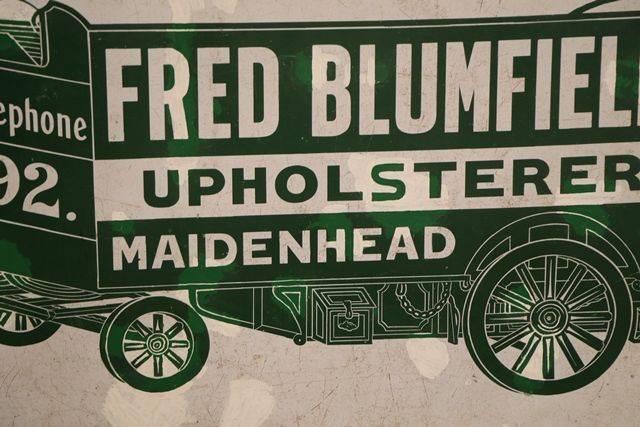 FRED BLUMFIEL
ephone
92.
UPHOLSTERER
MAIDENHEAD